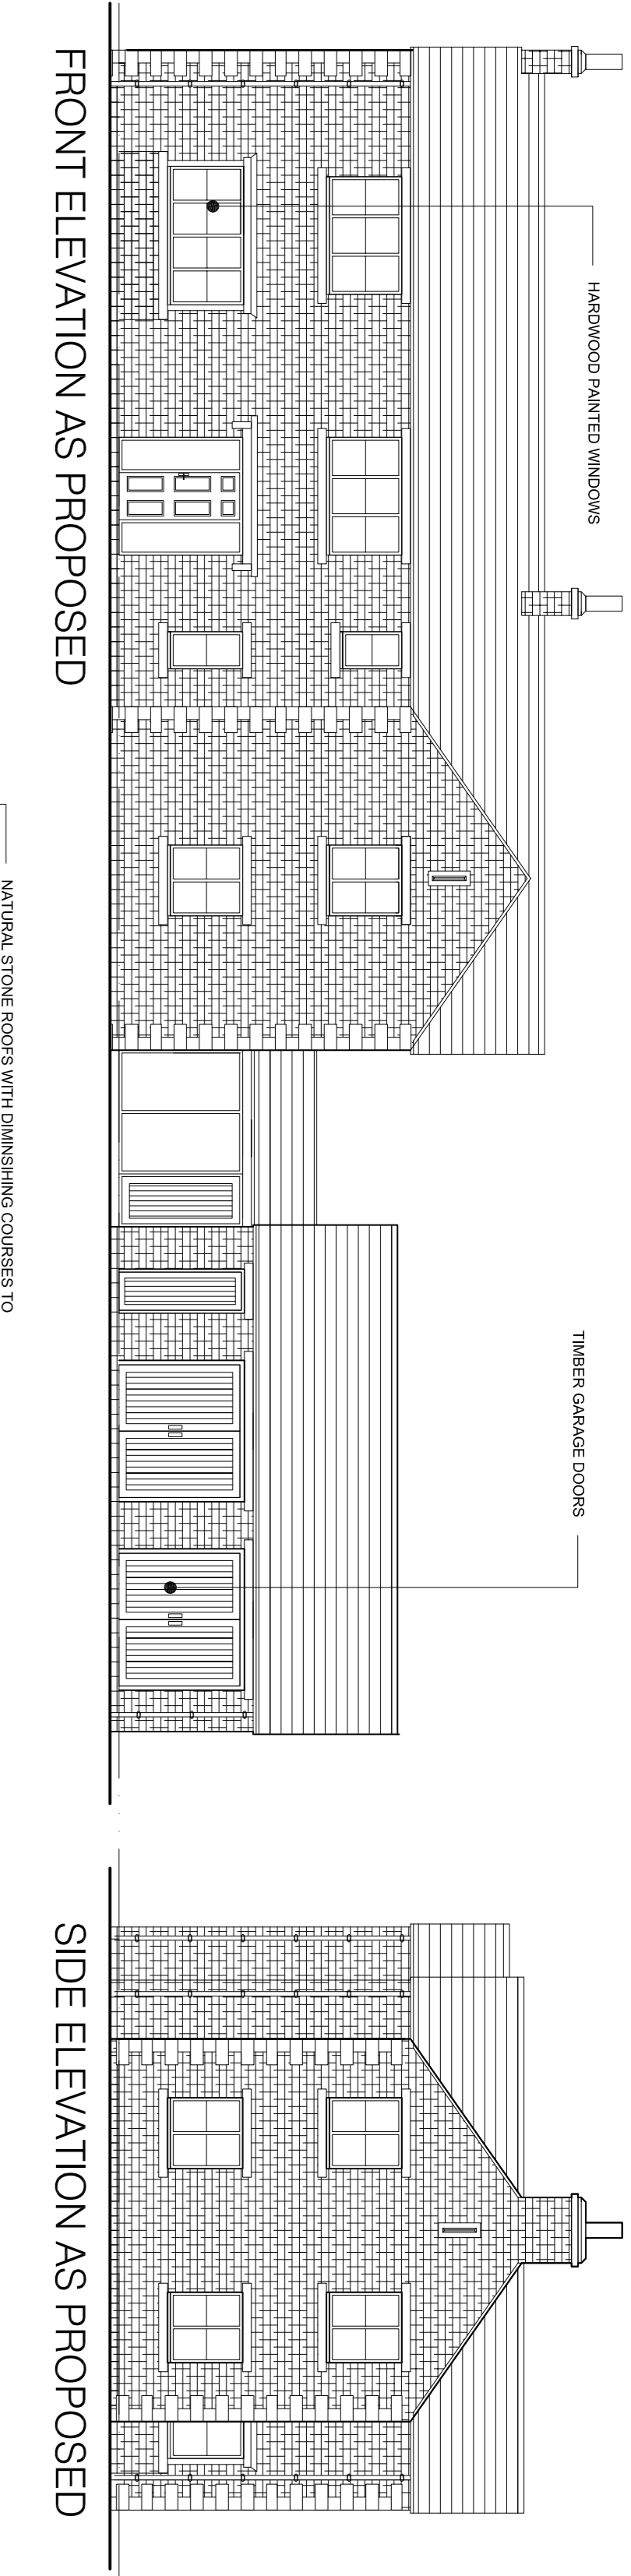 HARDWOOD PAINTED WINDOWS
TIMBER GARAGE DOORS
FRONT ELEVATION AS PROPOSED
SIDE ELEVATION AS PROPOSED
NATURAL STONE ROOFS WITH DIMINSIHING COURSES TO